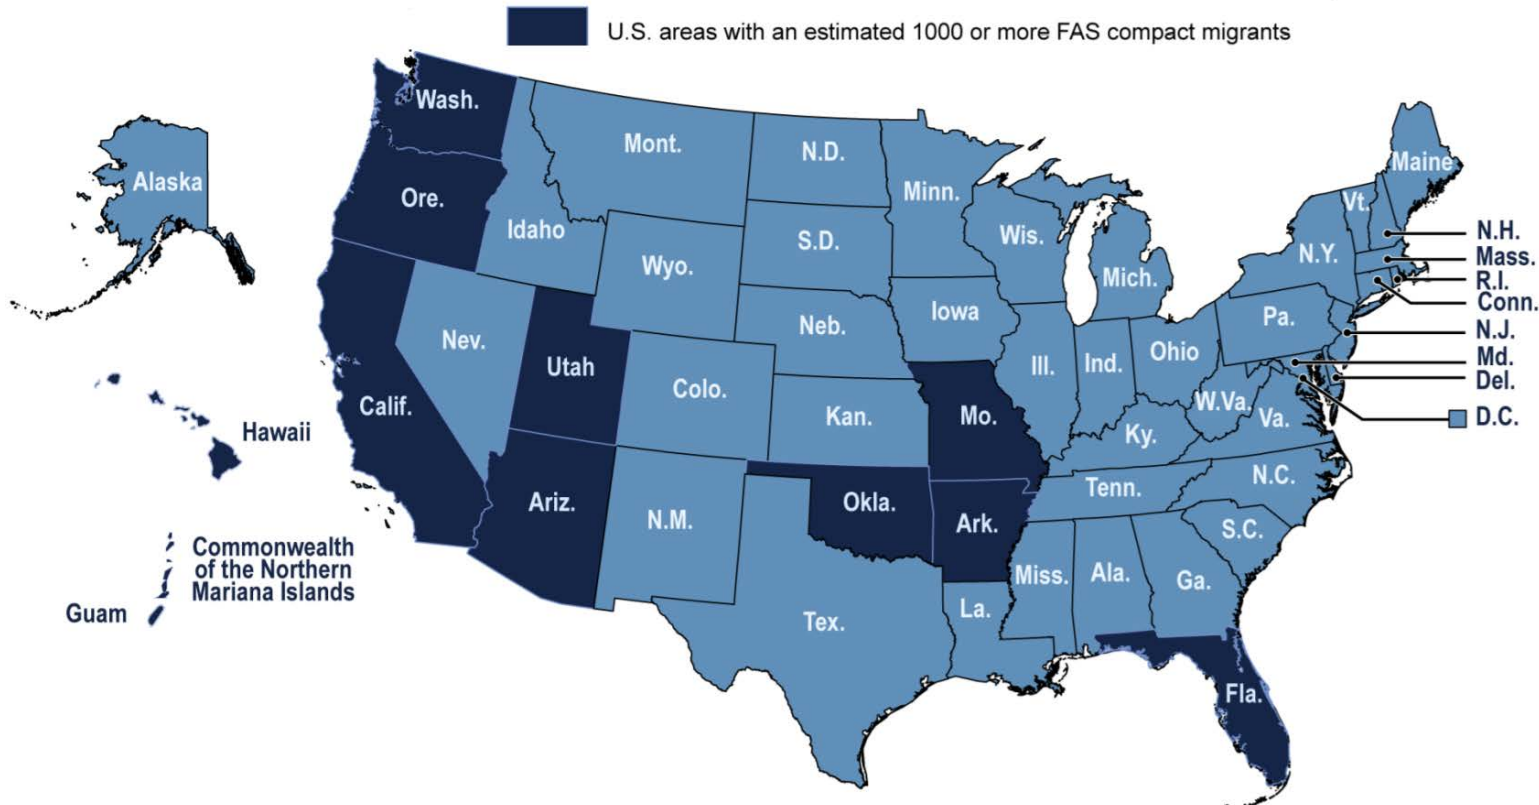 U.S. areas with an estimated 1000 or more FAS compact migrants
Wash.
Mont.
N.D.
Minn.
Maine
Alaska
Ore.
Idaho
Vt.
N.H.
S.D.
Wis.
N.Y.
Mass.
Wyo.
Mich.
R.I.
Conn.
Iowa
Pa.
Neb.
N.J.
Nev.
Ill.
Ind.
Ohio
Md.
Utah
Del.
Colo.
Calif.
W.Va.
Kan.
Mo.
Va.
D.C.
Hawaii
Ky.
N.C.
Tenn.
Ariz.
Okla.
N.M.
Ark.
S.C.
Commonwealth
of the Northern
Mariana Islands
Miss.
Ala.
Ga.
Guam
La.
Tex.
Fla.